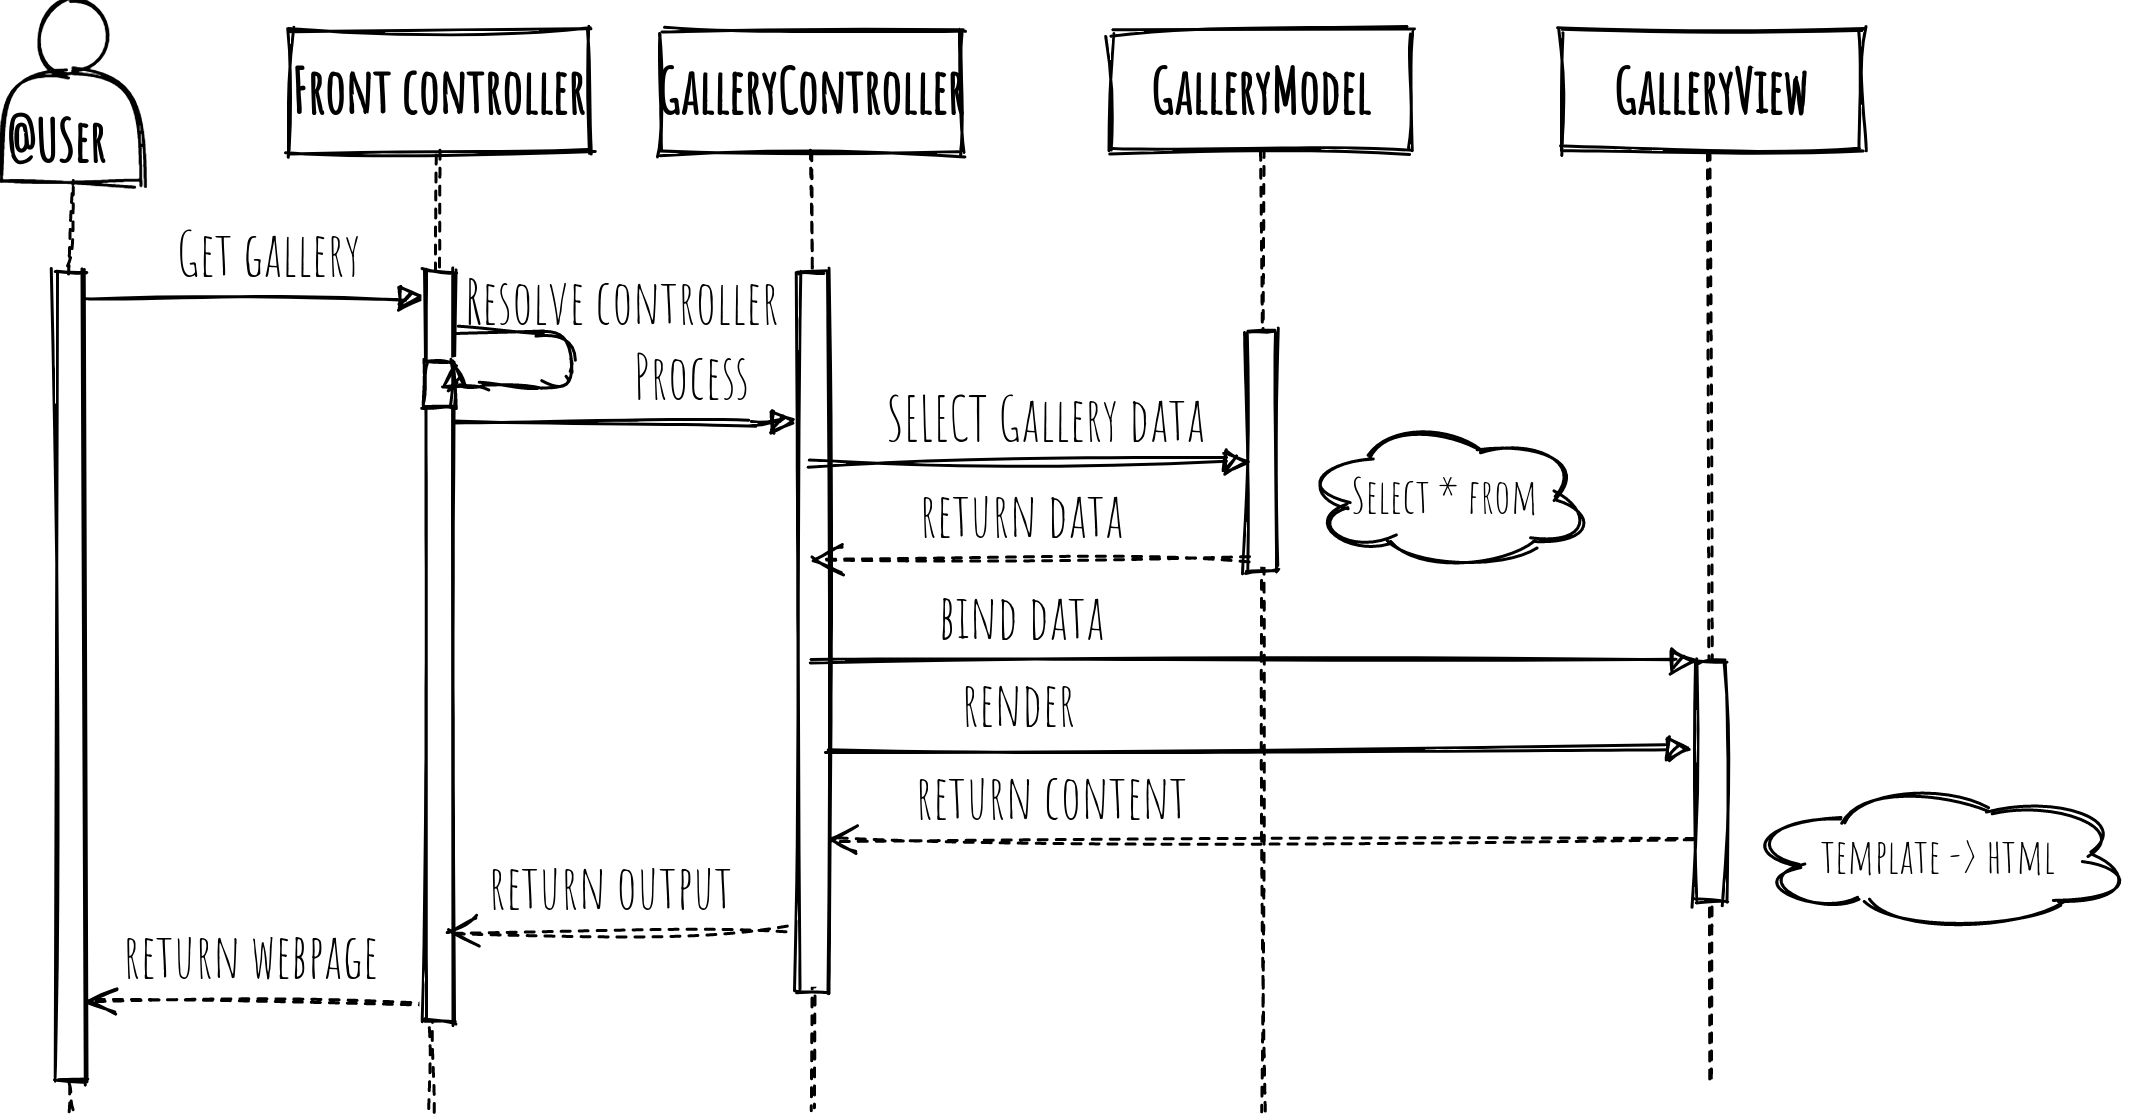 @USer
Front controller
GalleryController
GalleryModel
GalleryView
Get gallery
Resolve controller
Process
SELECT Gallery data
Select * from
return data
bind data
render
return content
template -> html
return output
return webpage